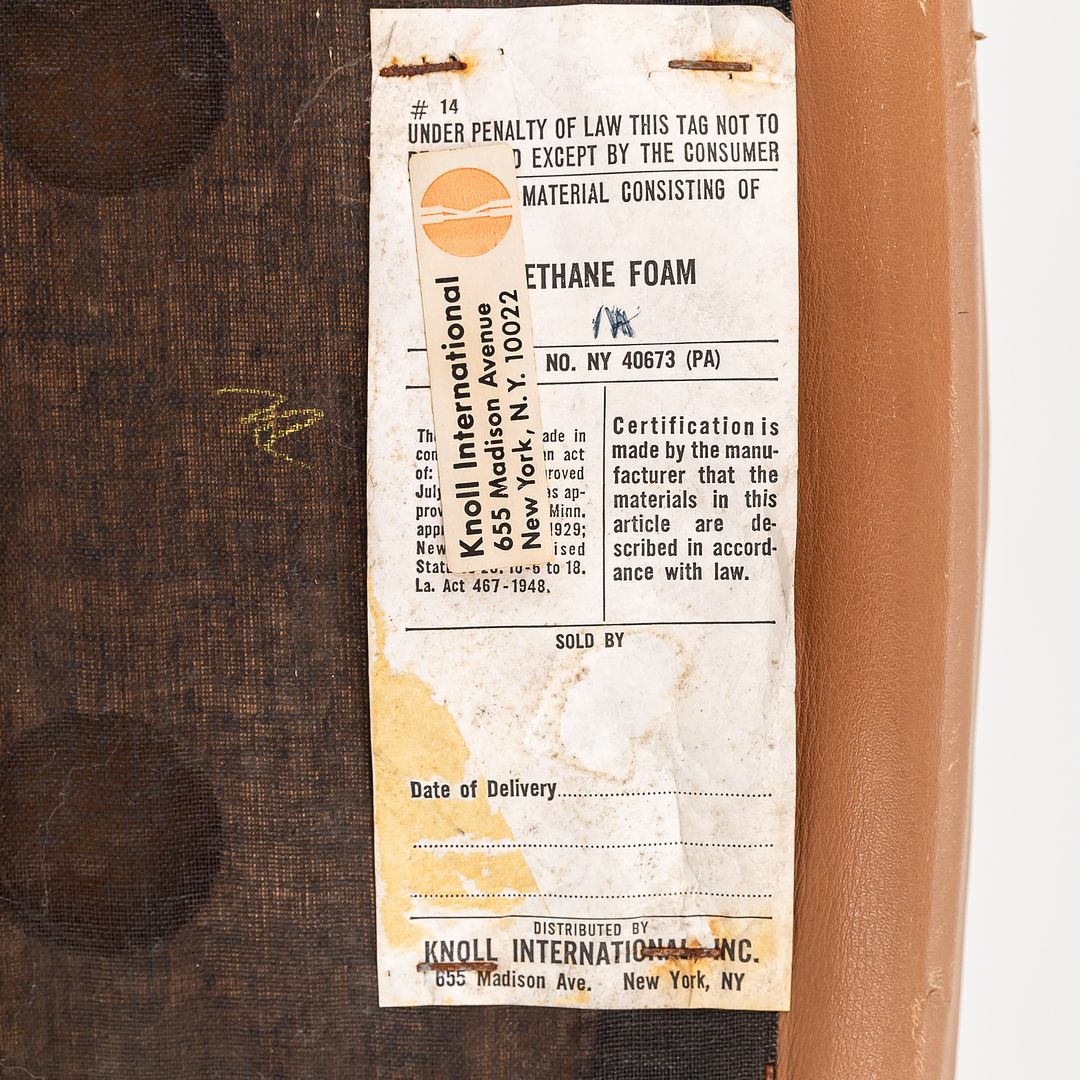 # 14
UNDER PENALTY OF LAW THIS TAG NOT TO
EXCEPT BY THE CONSUMER
MATERIAL CONSISTING OF
ETHANE FOAM
NO. NY 40673 (PA)
Knoll International
655 Madison Avenue
New York, N.Y. 10022
La. Act 467-1948.
Certification is
made by the manu-
facturer that the
materials in this
article are de-
scribed in accord-
ance with law.
SOLD BY
Date of Delivery
DISTRIBUTED BY
KNOLL INTERNATIONAL, INC.
655 Madison Ave. New York, NY